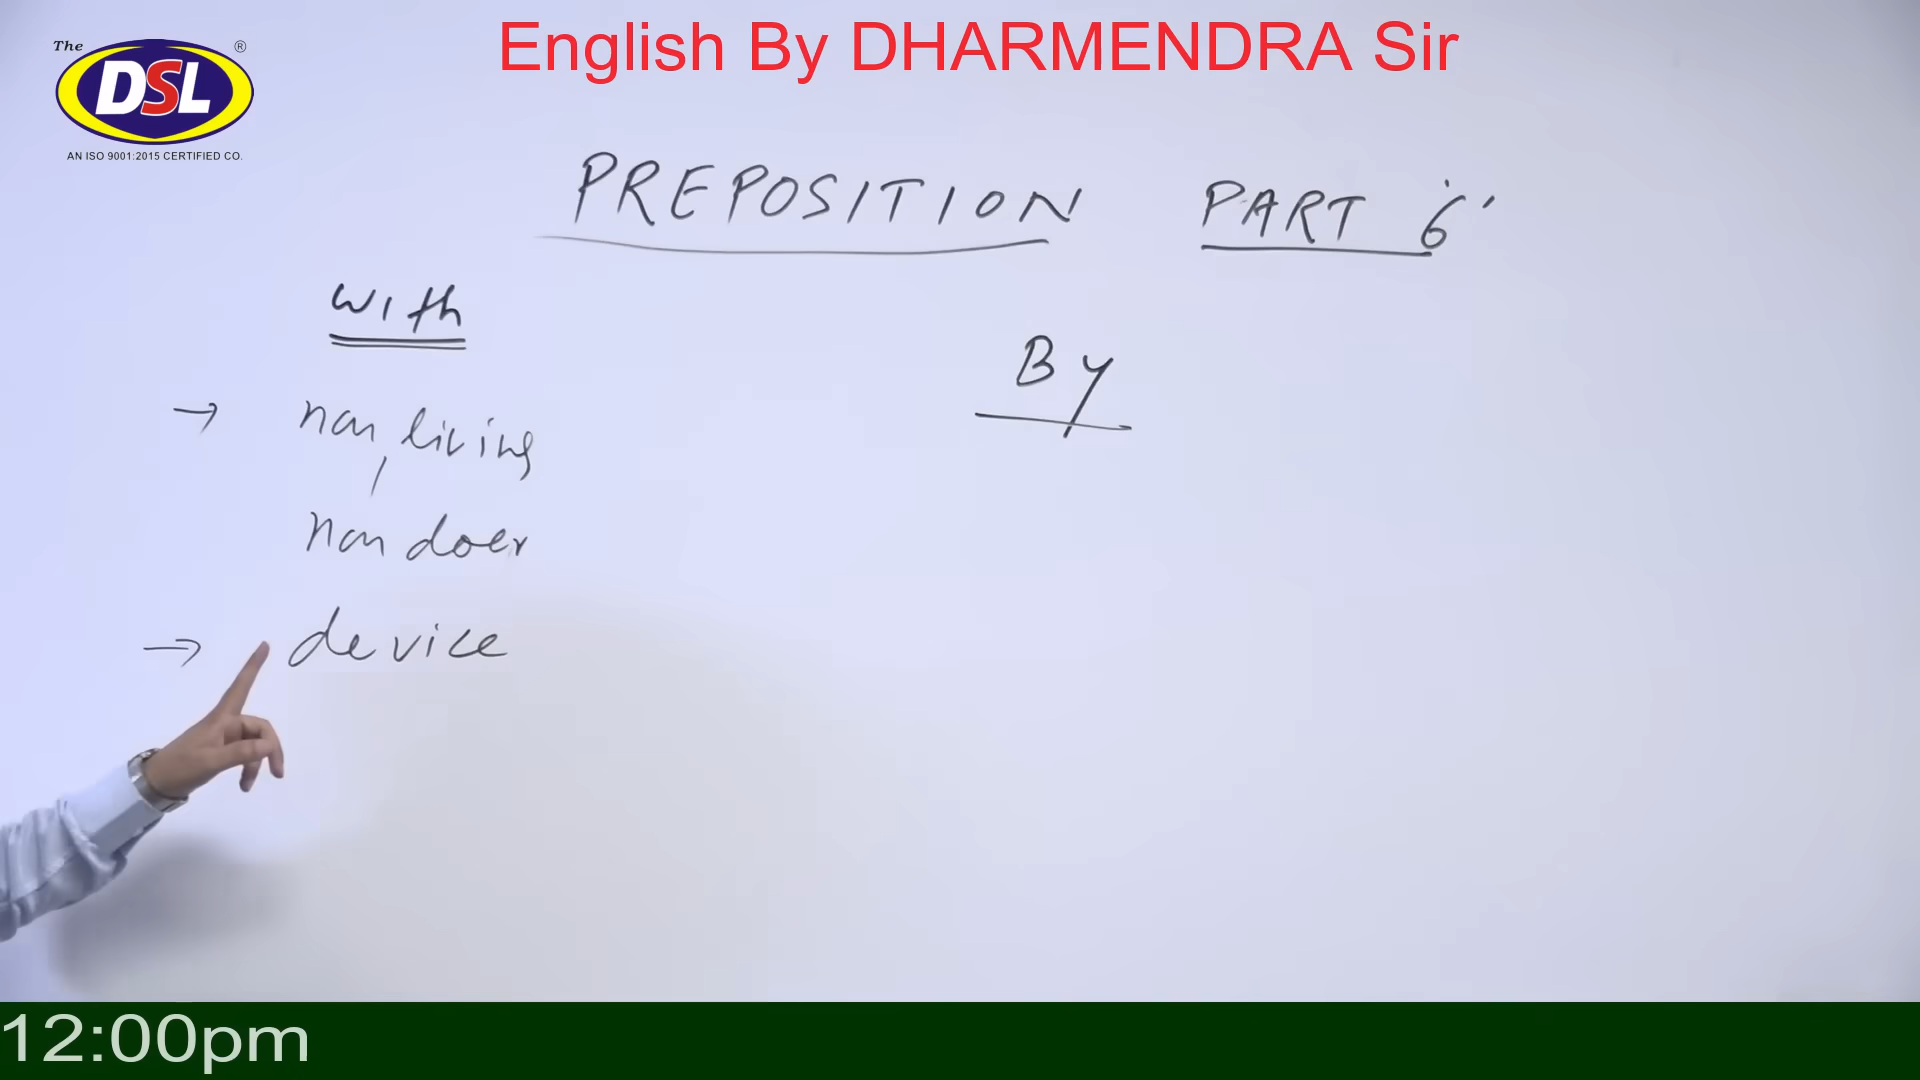 English By DHARMENDRA Sir
The
DSL
®
AN ISO 9001:2015 CERTIFIED CO.
PREPOSITION PART 6
With
By
→ non living
non doer
→ device
12:00pm